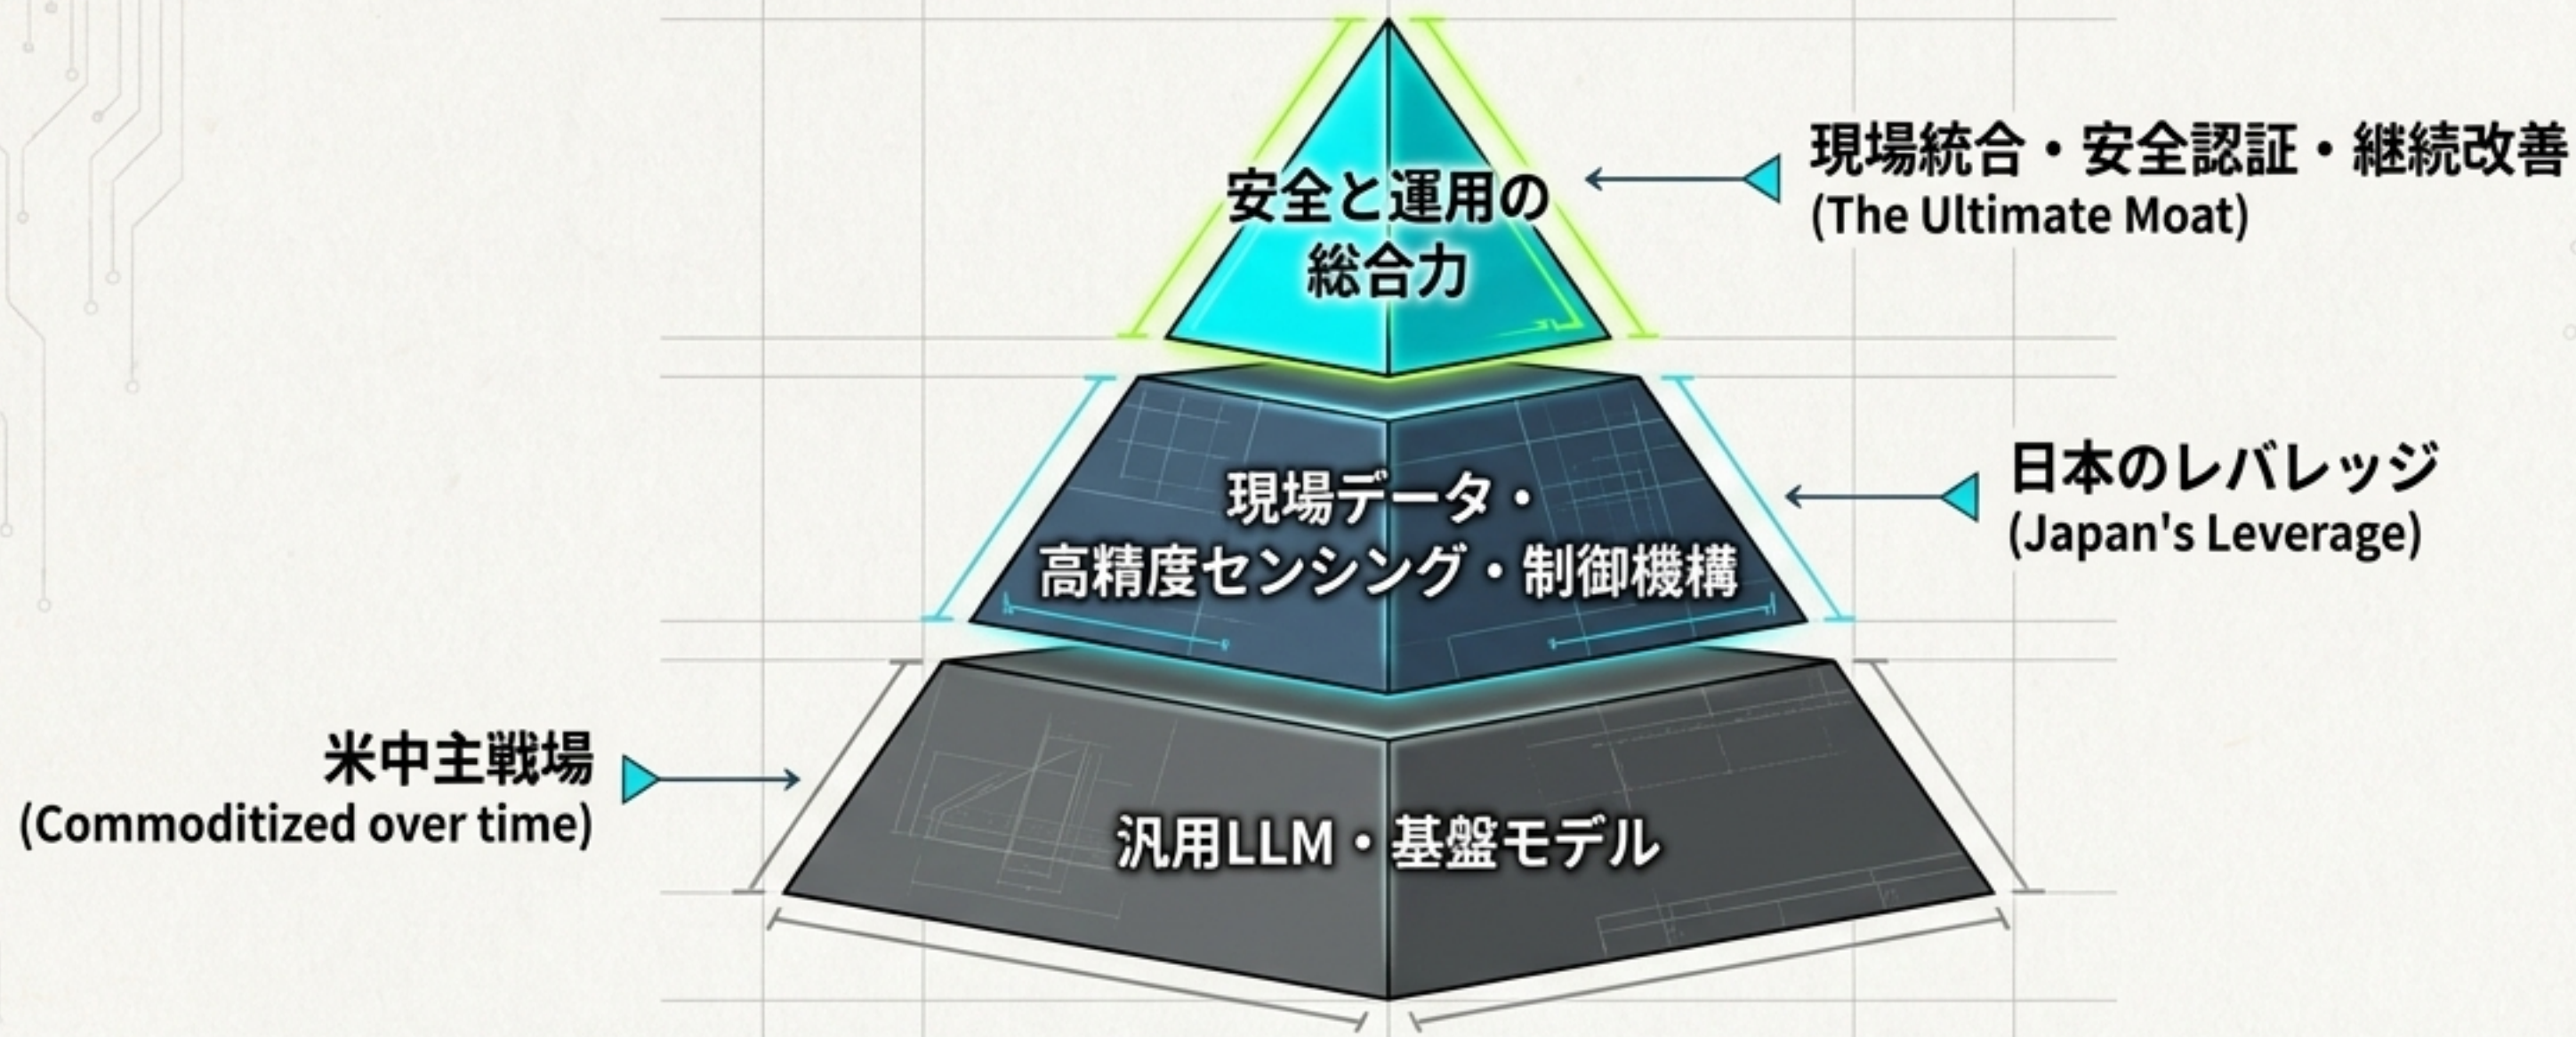 安全と運用の
総合力
現場統合・安全認証・継続改善
(The Ultimate Moat)
現場データ・
高精度センシング・制御機構
日本のレバレッジ
(Japan's Leverage)
米中主戦場
(Commoditized over time)
汎用LLM・基盤モデル